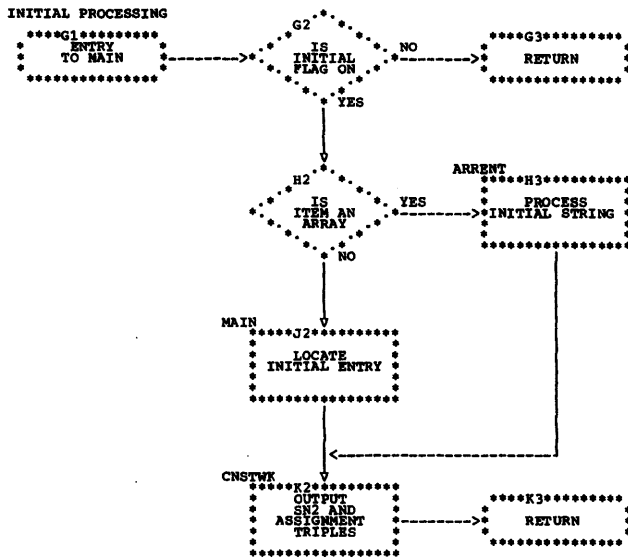 INITIAL PROCESSING
G1
ENTRY
TO MAIN
G2
IS
INITIAL
FLAG ON
NO
YES
G3
RETURN
H2
IS
ITEM AN
ARRAY
YES
NO
ARRENT
H3
PROCESS
INITIAL STRING
MAIN
J2
LOCATE
INITIAL ENTRY
CNSTWK
K2
OUTPUT
SN2 AND
ASSIGNMENT
TRIPLES
K3
RETURN